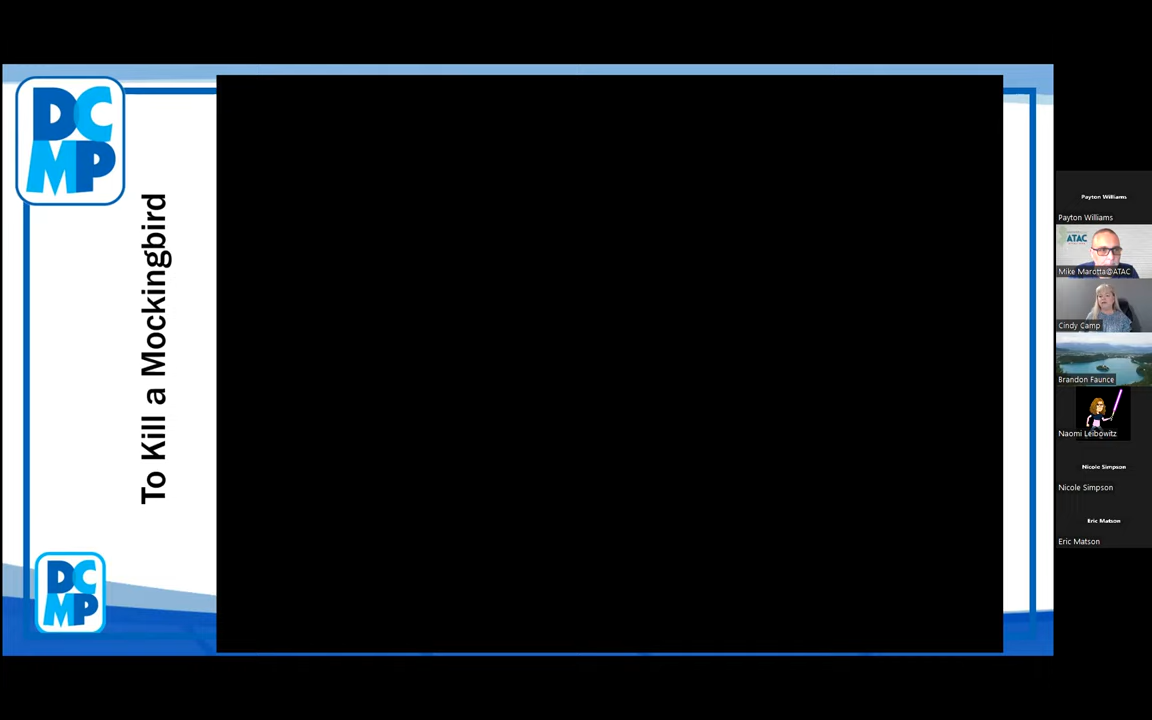 DC
MP
To Kill a Mockingbird
DC
MP
Payton Williams
Payton Williams
ATAC
Mike Marotta@ATAC
Cindy Camp
Brandon Faunce
Naomi Leibowitz
Nicole Simpson
Nicole Simpson
Eric Matson
Eric Matson